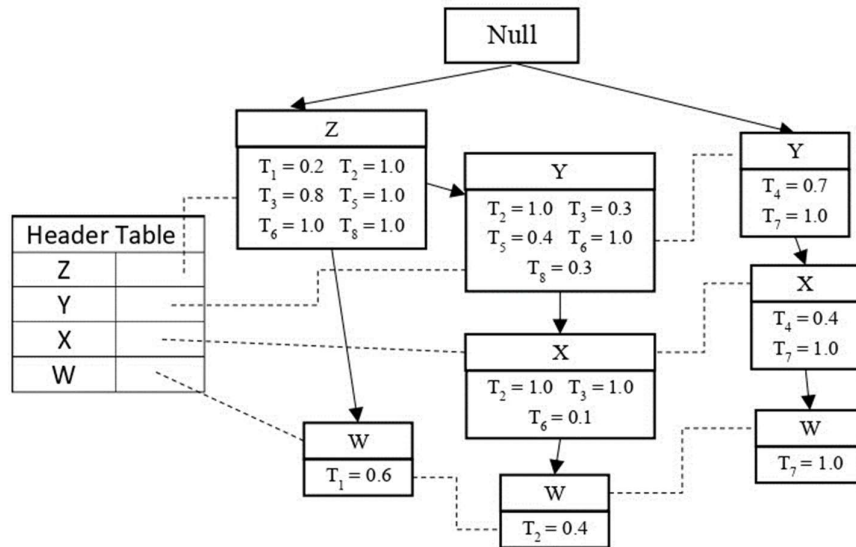 Null
Z
T₁ = 0.2 T₂ = 1.0
T₃ = 0.8 T₅ = 1.0
T₆ = 1.0 T₈ = 1.0
Y
T₂ = 1.0 T₃ = 0.3
T₅ = 0.4 T₆ = 1.0
T₈ = 0.3
Y
T₄ = 0.7
T₇ = 1.0
Header Table
Z
Y
X
W
X
T₂ = 1.0 T₃ = 1.0
T₆ = 0.1
X
T₄ = 0.4
T₇ = 1.0
W
T₁ = 0.6
W
T₂ = 0.4
W
T₇ = 1.0